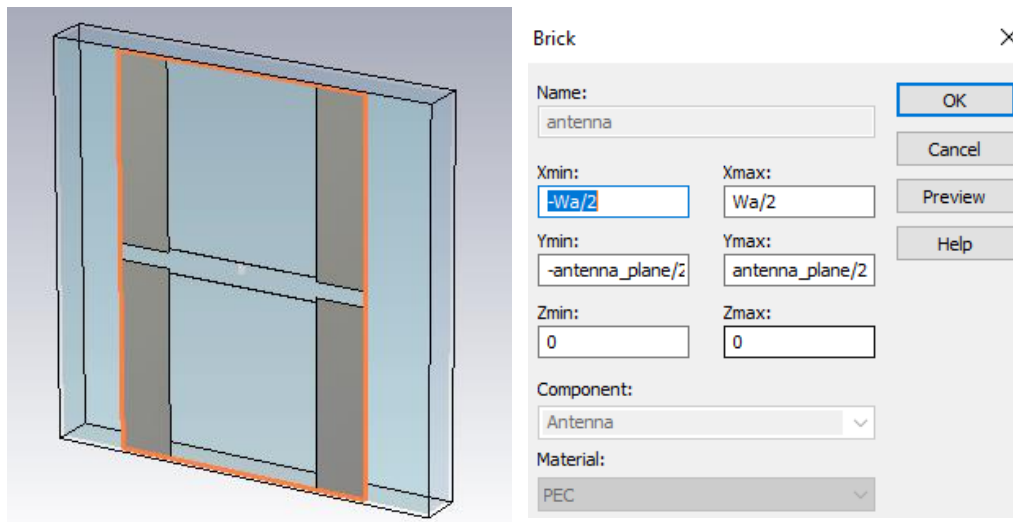 Brick
Name:
antenna
OK
Cancel
Xmin:
Xmax:
-Wa/2
Wa/2
Preview
Ymin:
Ymax:
Help
-antenna_plane/2
antenna_plane/2
Zmin:
Zmax:
0
0
Component:
Antenna
Material:
PEC